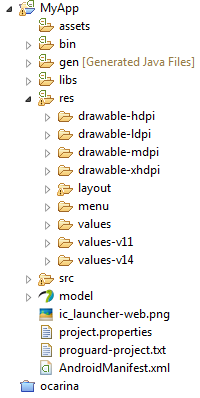 MyApp
assets
bin
gen [Generated Java Files]
libs
res
drawable-hdpi
drawable-ldpi
drawable-mdpi
drawable-xhdpi
layout
menu
values
values-v11
values-v14
src
model
ic_launcher-web.png
project.properties
proguard-project.txt
AndroidManifest.xml
ocarina